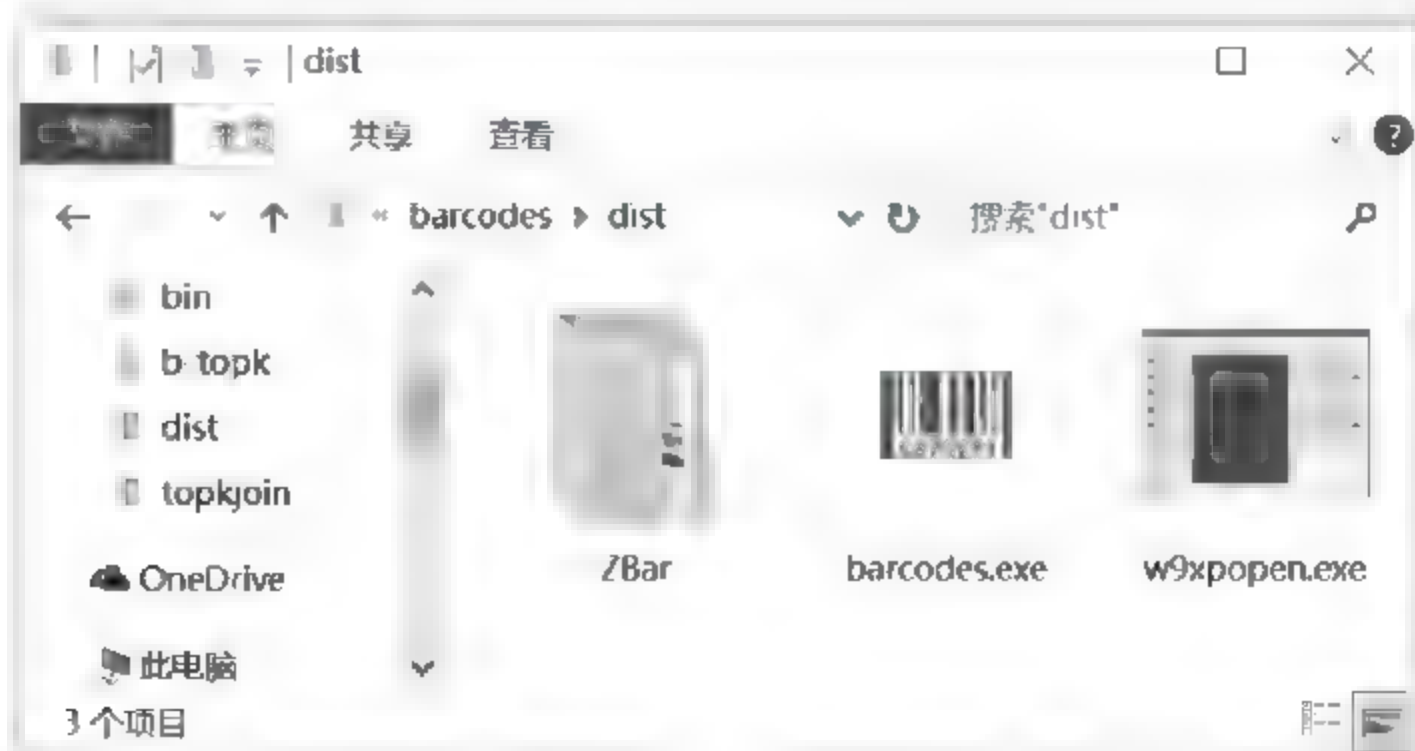 dist
共享 查看
« barcodes › dist 搜索"dist"
bin
b-topk
dist
topkjoin
OneDrive
此电脑
ZBar
barcodes.exe
w9xpopen.exe
3 个项目